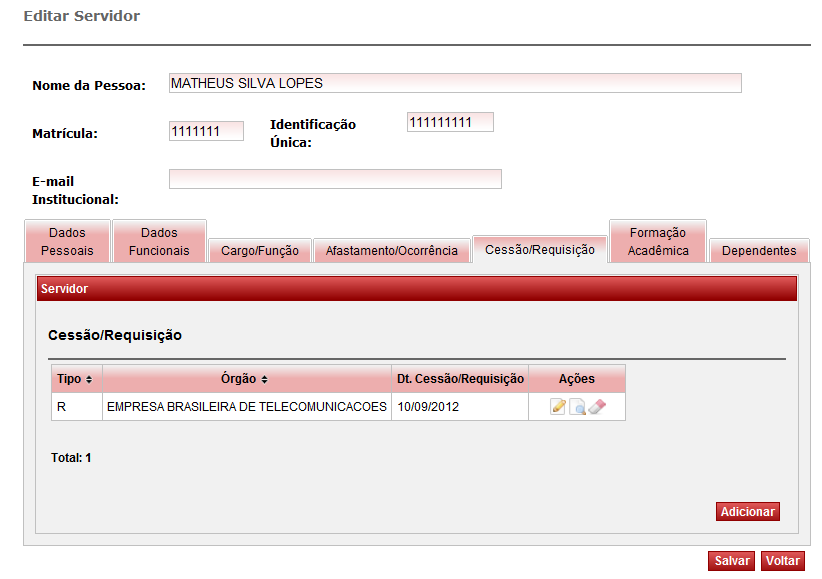 Editar Servidor
Nome da Pessoa: MATHEUS SILVA LOPES
Matrícula: 1111111 Identificação Única: 111111111
E-mail Institucional:
Dados Pessoais Dados Funcionais Cargo/Função Afastamento/Ocorrência Cessão/Requisição Formação Acadêmica Dependentes
Servidor
Cessão/Requisição
Tipo Órgão Dt. Cessão/Requisição Ações
R EMPRESA BRASILEIRA DE TELECOMUNICACOES 10/09/2012
Total: 1
Adicionar
Salvar Voltar